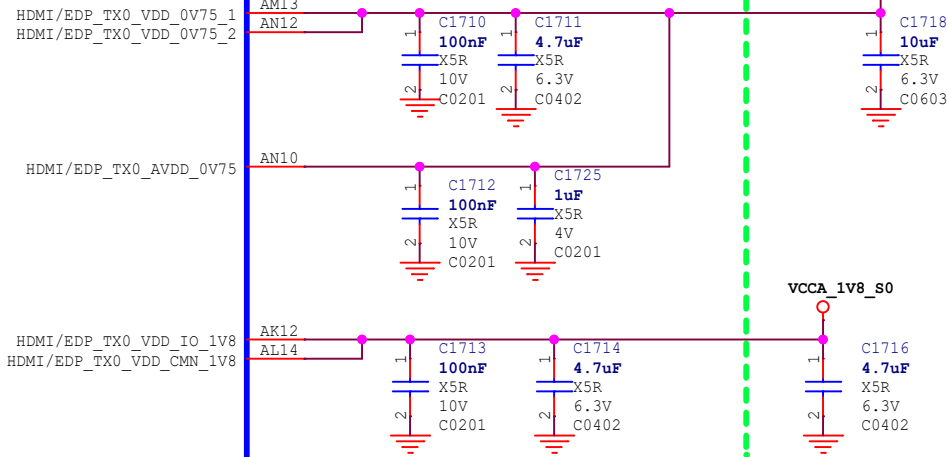 HDMI/EDP_TX0_VDD_0V75_1 AM13
HDMI/EDP_TX0_VDD_0V75_2 AN12
1 2 C1710
100nF
X5R
10V
C0201
1 2 C1711
4.7uF
X5R
6.3V
C0402
1 2 C1718
10uF
X5R
6.3V
C0603
HDMI/EDP_TX0_AVDD_0V75 AN10
1 2 C1712
100nF
X5R
10V
C0201
1 2 C1725
1uF
X5R
4V
C0201
VCCA_1V8_S0
HDMI/EDP_TX0_VDD_IO_1V8 AK12
HDMI/EDP_TX0_VDD_CMN_1V8 AL14
1 2 C1713
100nF
X5R
10V
C0201
1 2 C1714
4.7uF
X5R
6.3V
C0402
1 2 C1716
4.7uF
X5R
6.3V
C0402